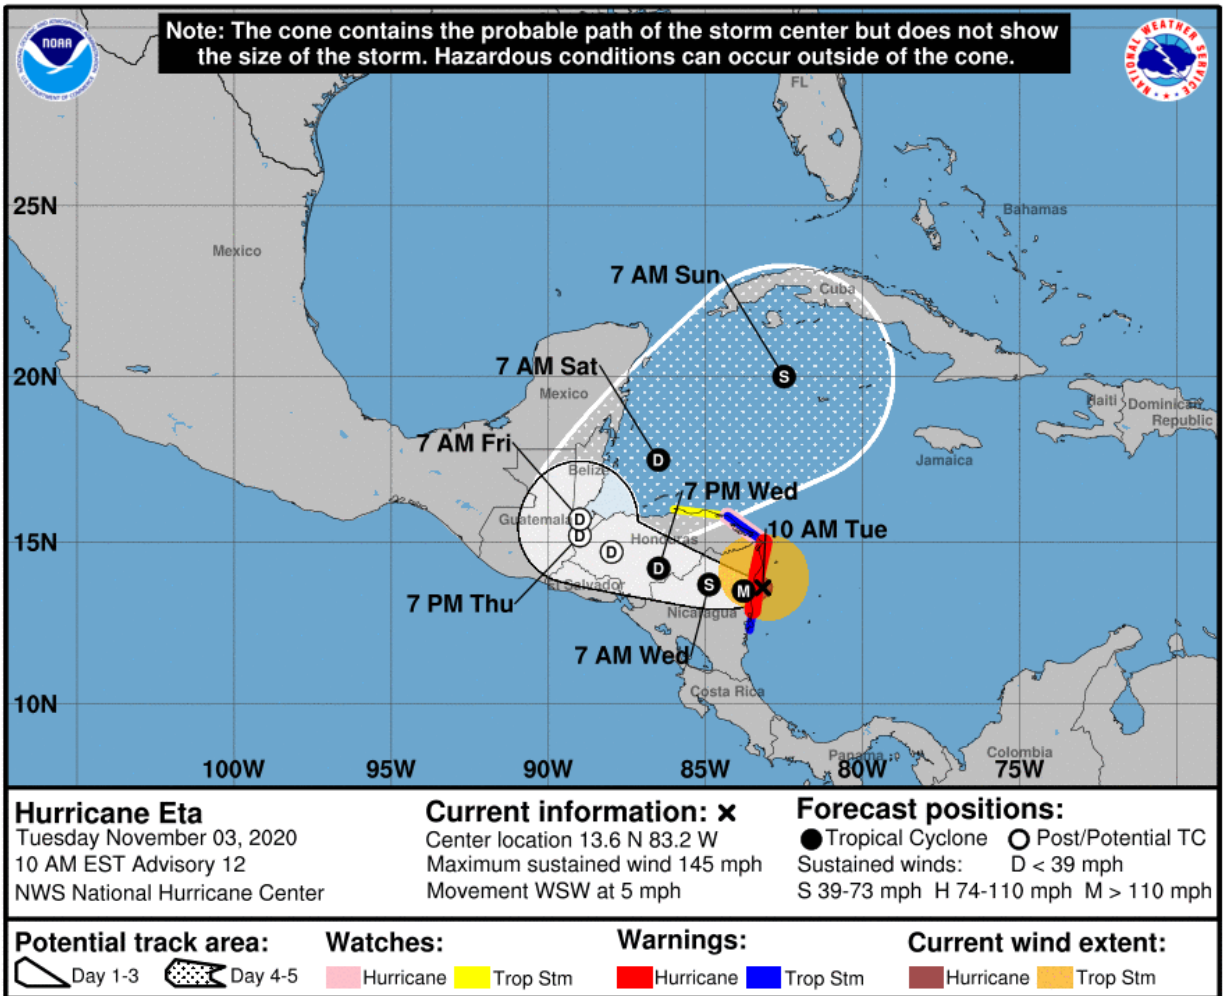 Note: The cone contains the probable path of the storm center but does not show
the size of the storm. Hazardous conditions can occur outside of the cone.
NOAA
NATIONAL WEATHER SERVICE
FL
25N
Bahamas
Mexico
7 AM Sun
Cuba
7 AM Sat
20N
S
Mexico
Haiti
Dominican
Republic
7 AM Fri
Jamaica
D
Belize
7 PM Wed
Guatemala
D
10 AM Tue
D
15N
Honduras
D
D
El Salvador
S
M
7 PM Thu
Nicaragua
7 AM Wed
Costa Rica
10N
Panama
Colombia
100W
95W
90W
85W
80W
75W
Hurricane Eta
Tuesday November 03, 2020
10 AM EST Advisory 12
NWS National Hurricane Center
Current information: ×
Center location 13.6 N 83.2 W
Maximum sustained wind 145 mph
Movement WSW at 5 mph
Forecast positions:
Tropical Cyclone Post/Potential TC
Sustained winds: D < 39 mph
S 39-73 mph H 74-110 mph M > 110 mph
Potential track area:
Day 1-3 Day 4-5
Watches:
Hurricane Trop Stm
Warnings:
Hurricane Trop Stm
Current wind extent:
Hurricane Trop Stm